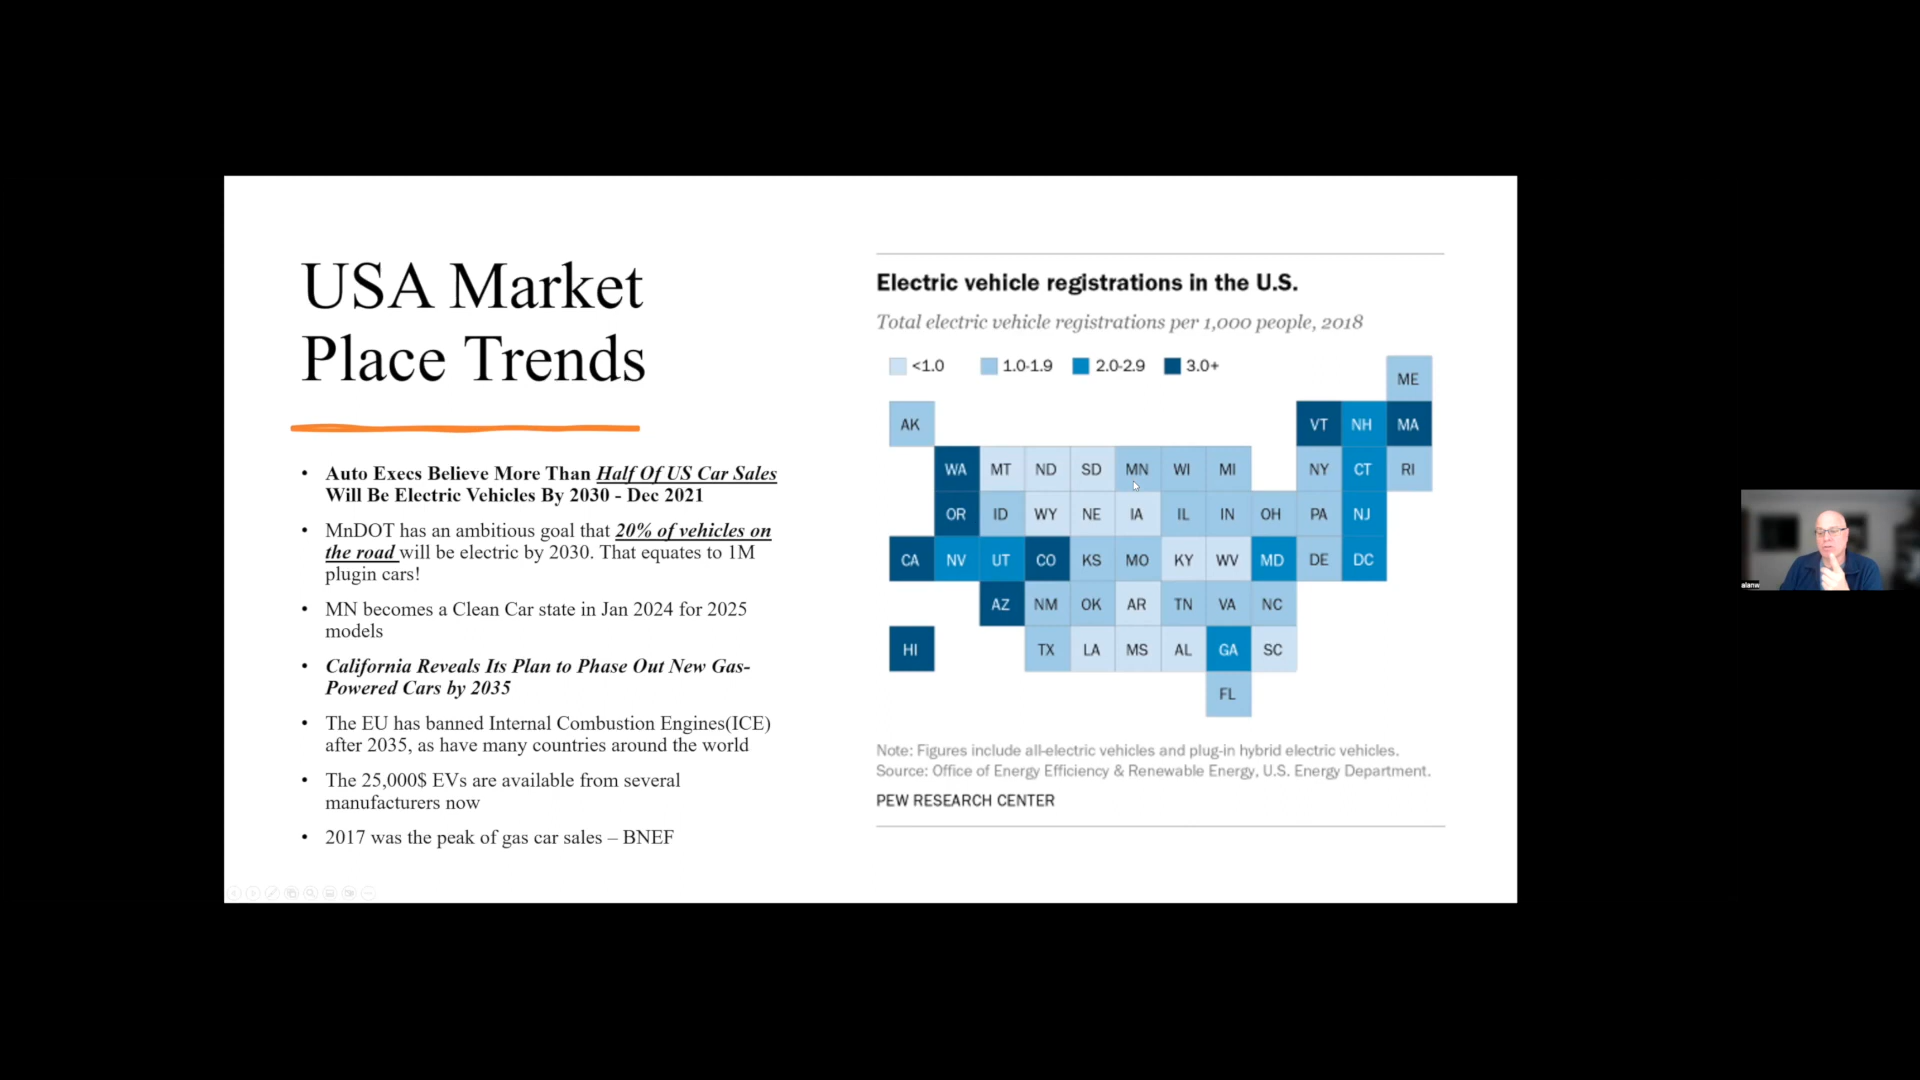 USA Market
Place Trends
• Auto Execs Believe More Than Half Of US Car Sales
Will Be Electric Vehicles By 2030 - Dec 2021
• MnDOT has an ambitious goal that 20% of vehicles on
the road will be electric by 2030. That equates to 1M
plugin cars!
• MN becomes a Clean Car state in Jan 2024 for 2025
models
• California Reveals Its Plan to Phase Out New Gas-
Powered Cars by 2035
• The EU has banned Internal Combustion Engines(ICE)
after 2035, as have many countries around the world
• The 25,000$ EVs are available from several
manufacturers now
• 2017 was the peak of gas car sales – BNEF
Electric vehicle registrations in the U.S.
Total electric vehicle registrations per 1,000 people, 2018
<1.0 1.0-1.9 2.0-2.9 3.0+
ME
AK VT NH MA
WA MT ND SD MN WI MI NY CT RI
OR ID WY NE IA IL IN OH PA NJ
CA NV UT CO KS MO KY WV MD DE DC
AZ NM OK AR TN VA NC
HI TX LA MS AL GA SC
FL
Note: Figures include all-electric vehicles and plug-in hybrid electric vehicles.
Source: Office of Energy Efficiency & Renewable Energy, U.S. Energy Department.
PEW RESEARCH CENTER
alanw